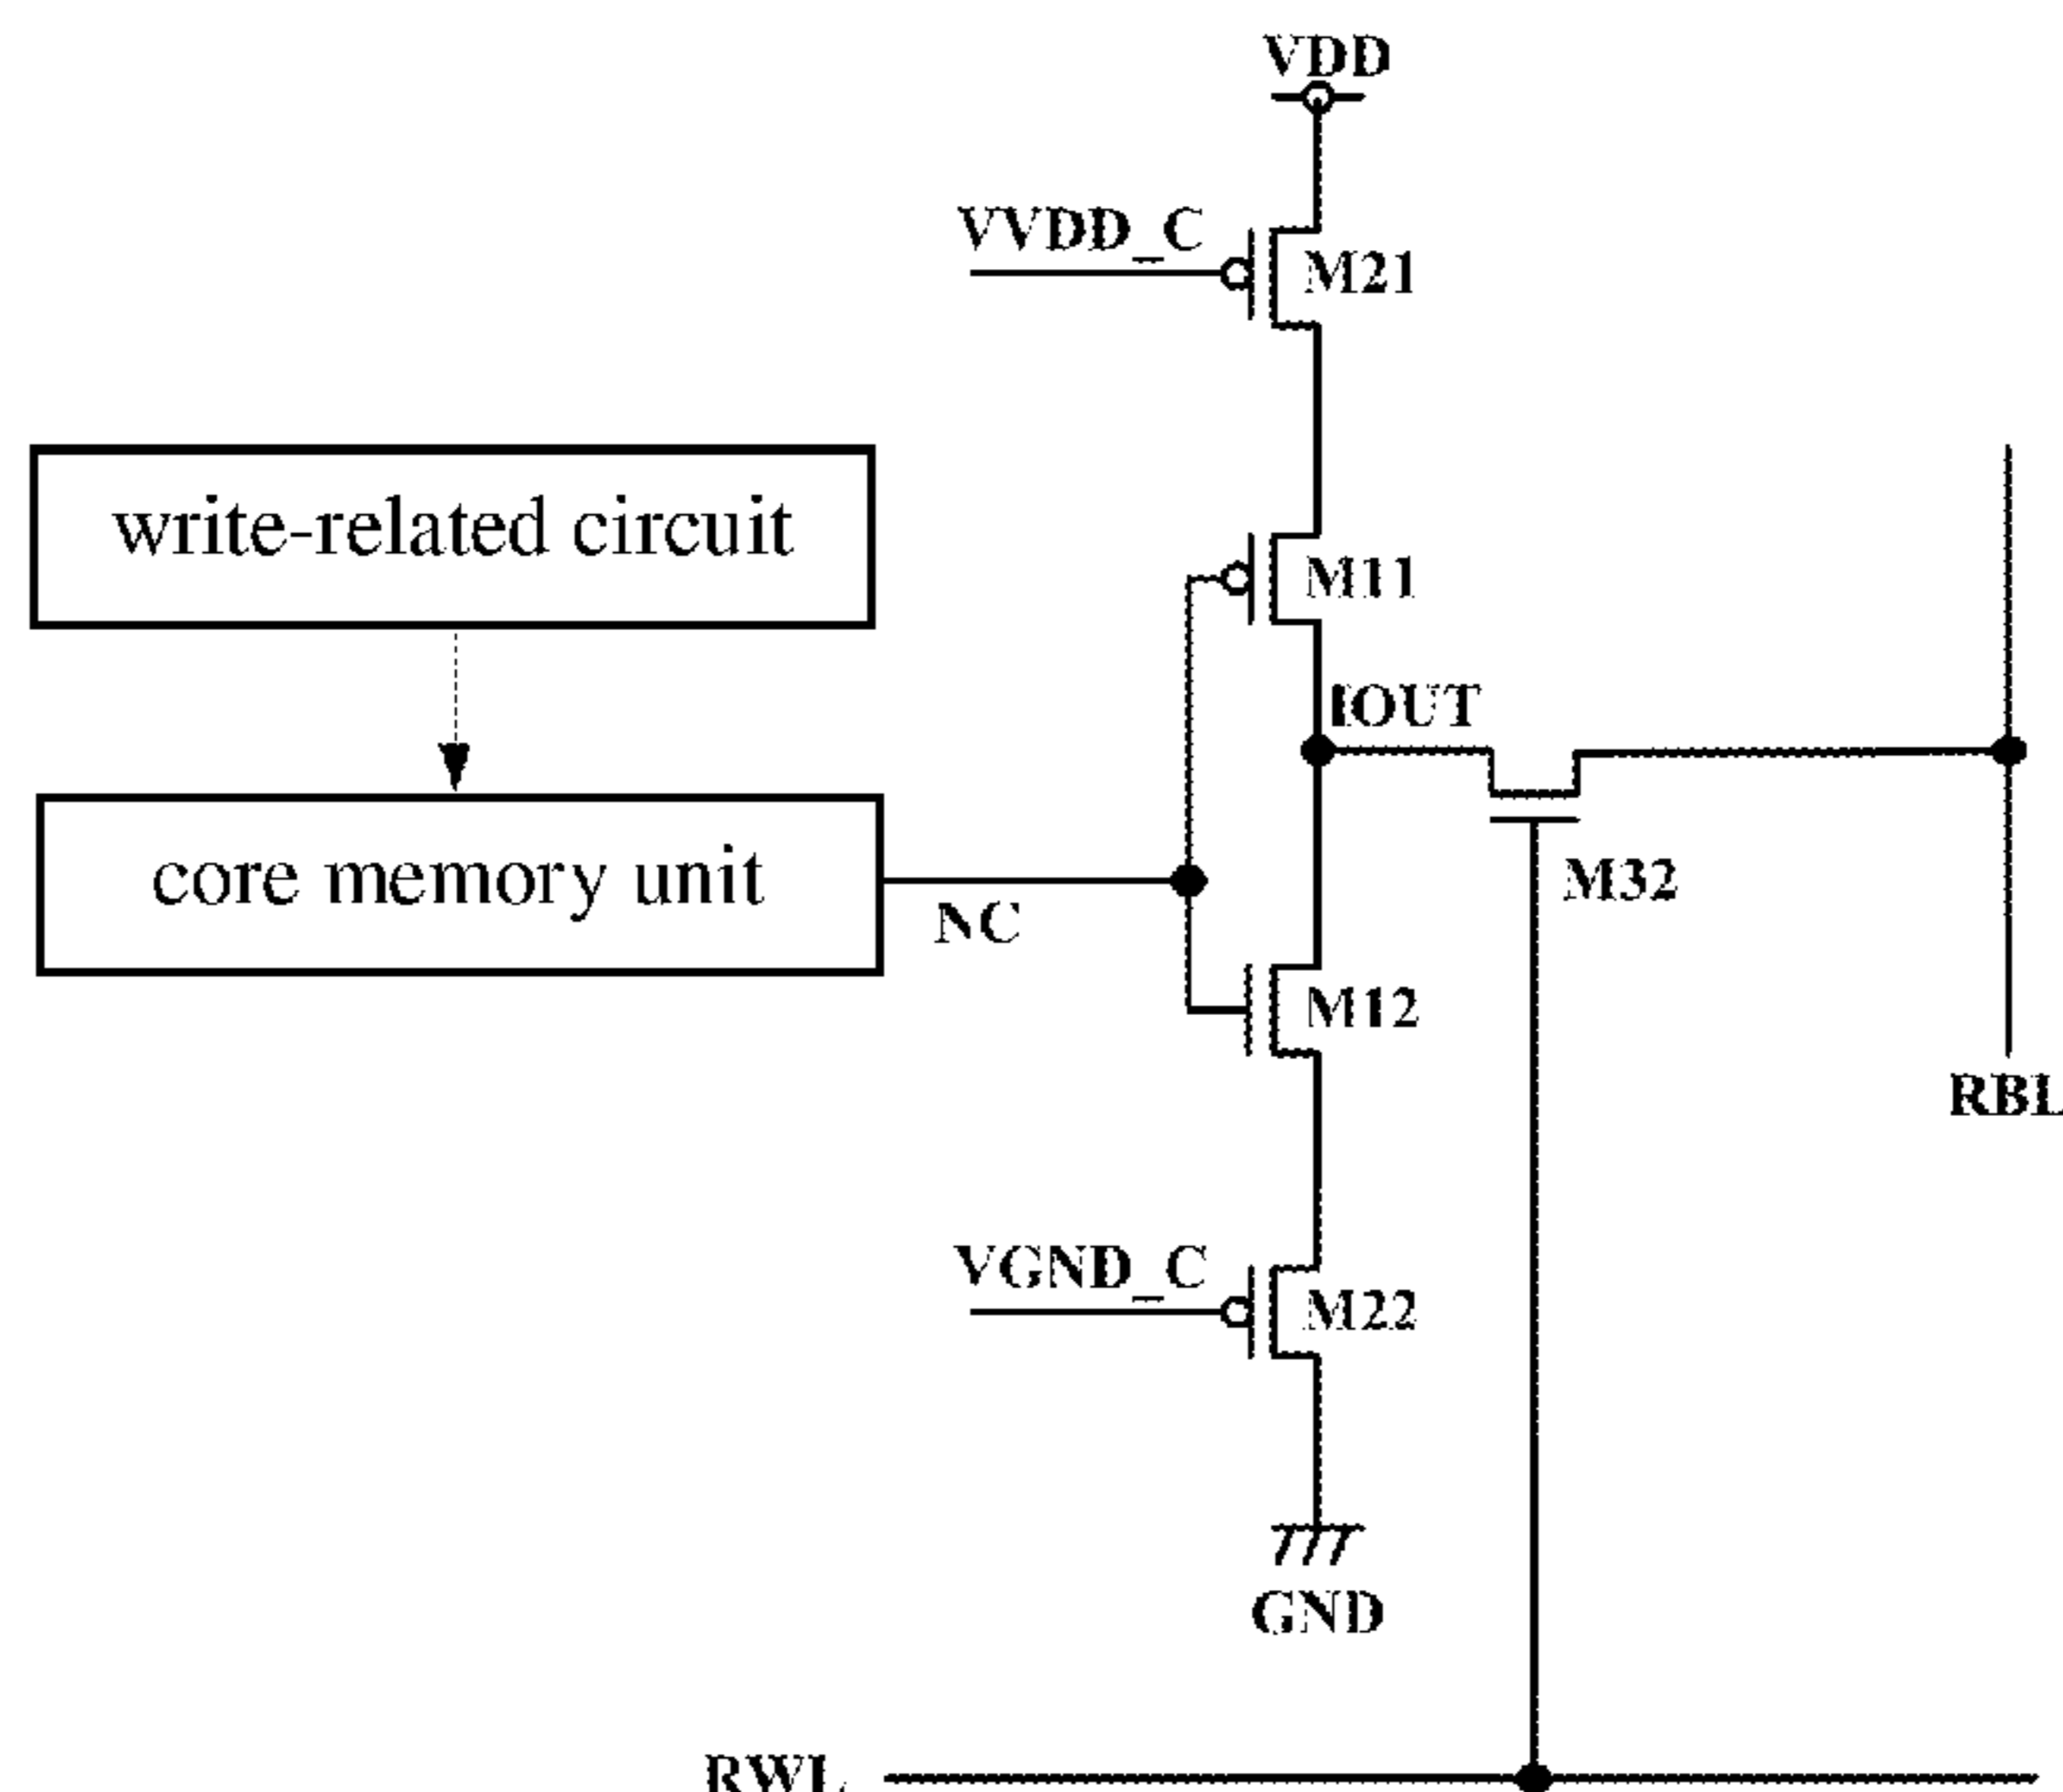 VDD
VVDD_C
M21
write-related circuit
M11
IOUT
core memory unit
M32
NC
M12
RBL
VGND_C
M22
GND
RWL